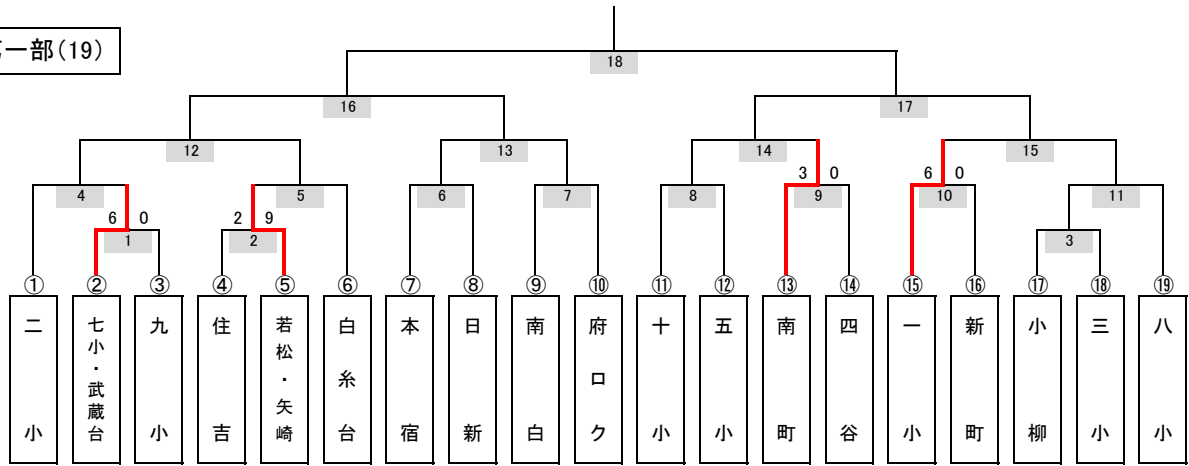 一部(19)
18
16
17
12
13
14
15
3 0
6 0
4
5
6
7
8
9
10
11
6 0
2 9
1
2
3
① ② ③ ④ ⑤ ⑥ ⑦ ⑧ ⑨ ⑩ ⑪ ⑫ ⑬ ⑭ ⑮ ⑯ ⑰ ⑱ ⑲
二小
七小・武蔵台
九小
住吉
若松・矢崎
白糸台
本宿
日新
南白
府ロク
十小
五小
南町
四谷
一小
新町
小柳
三小
八小